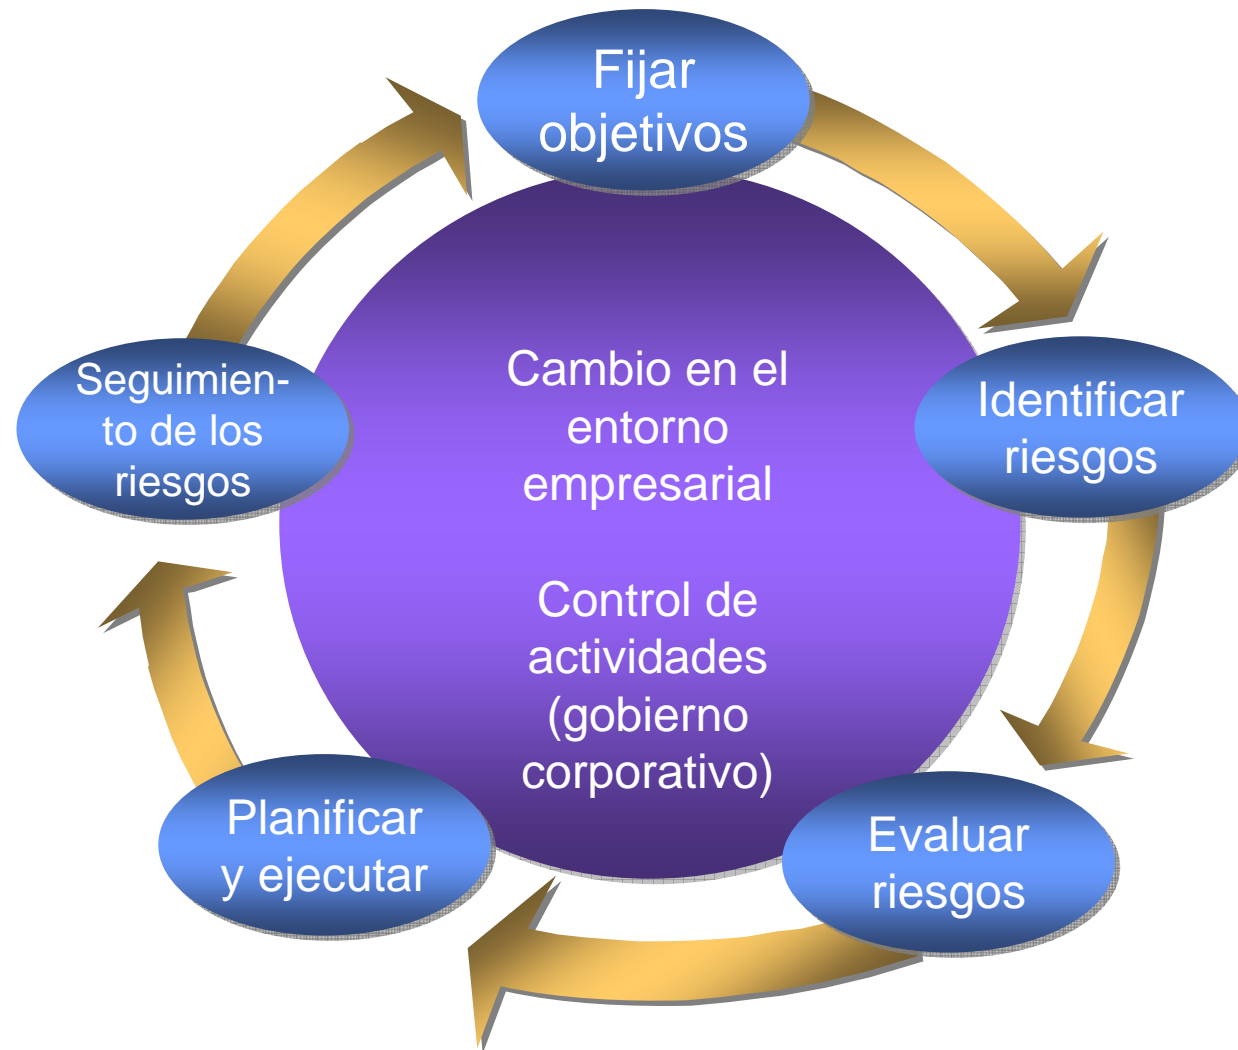 Fijar
objetivos
Identificar
riesgos
Evaluar
riesgos
Planificar
y ejecutar
Seguimien-
to de los
riesgos
Cambio en el
entorno
empresarial
Control de
actividades
(gobierno
corporativo)